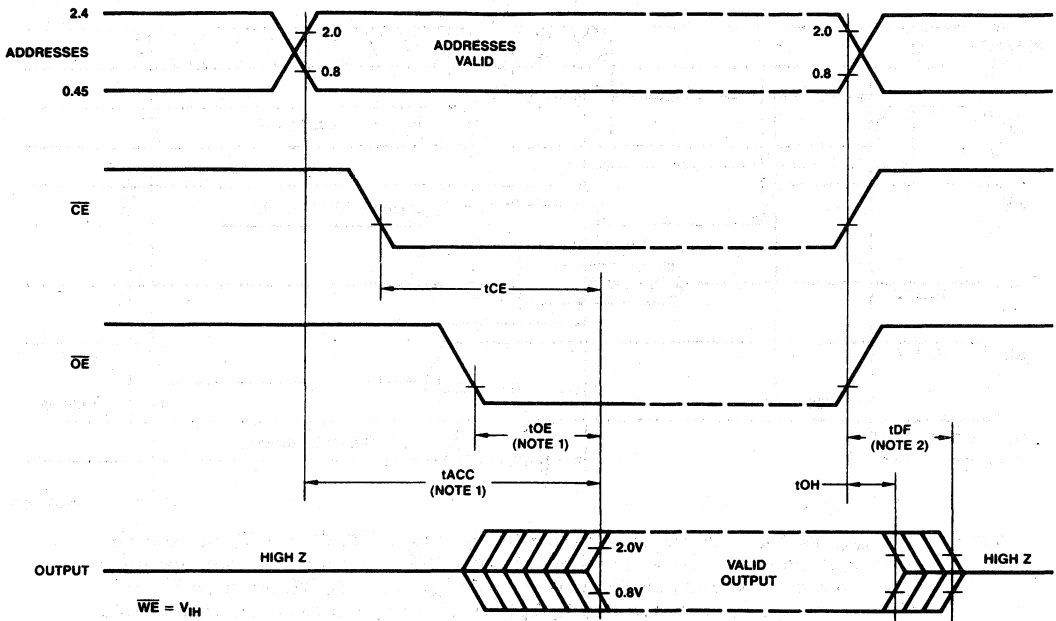 2.4
ADDRESSES
0.45
2.0
0.8
ADDRESSES
VALID
2.0
0.8
CE
tCE
OE
tOE
(NOTE 1)
tDF
(NOTE 2)
tACC
(NOTE 1)
tOH
OUTPUT
HIGH Z
2.0V
0.8V
VALID
OUTPUT
HIGH Z
WE = VIH